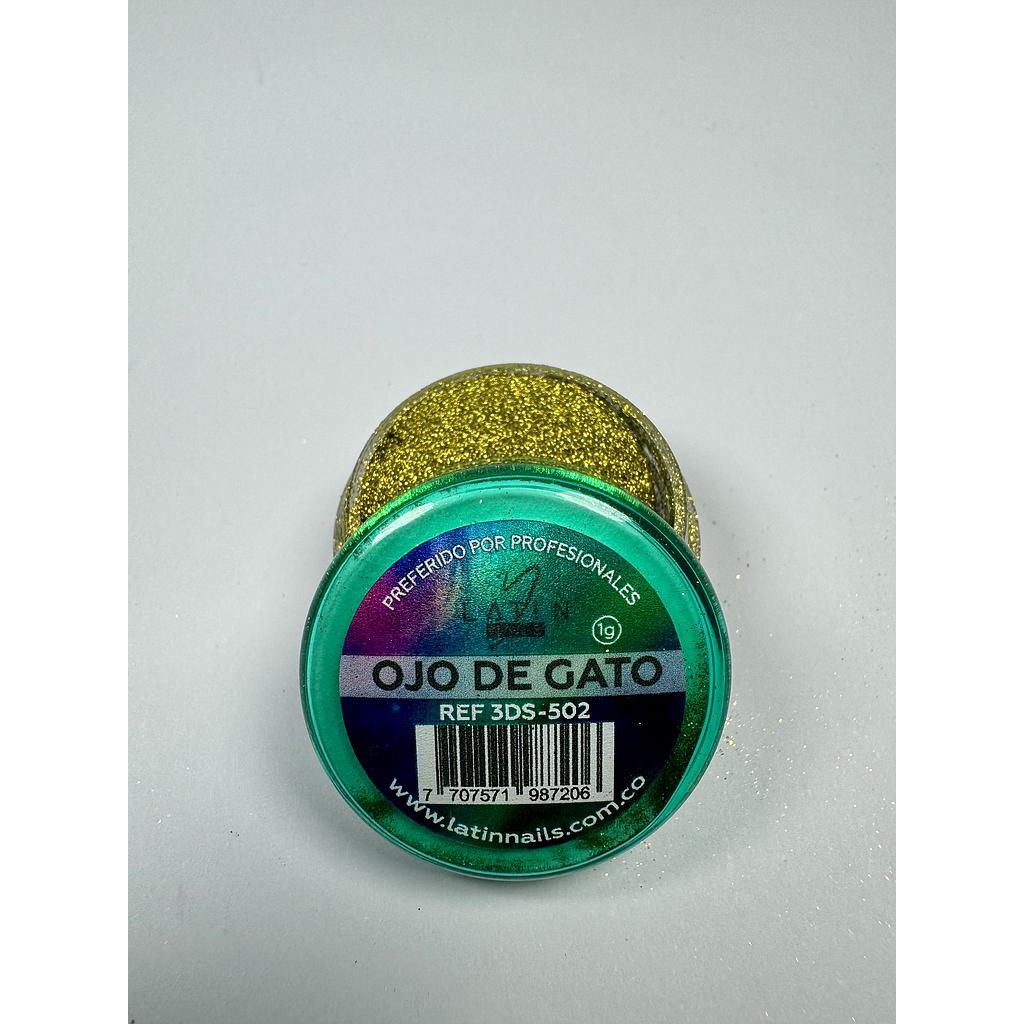 PREFERIDO POR PROFESIONALES
LATIN
1g
OJO DE GATO
REF 3DS-502
7 707571 987206
www.latinnails.com.co